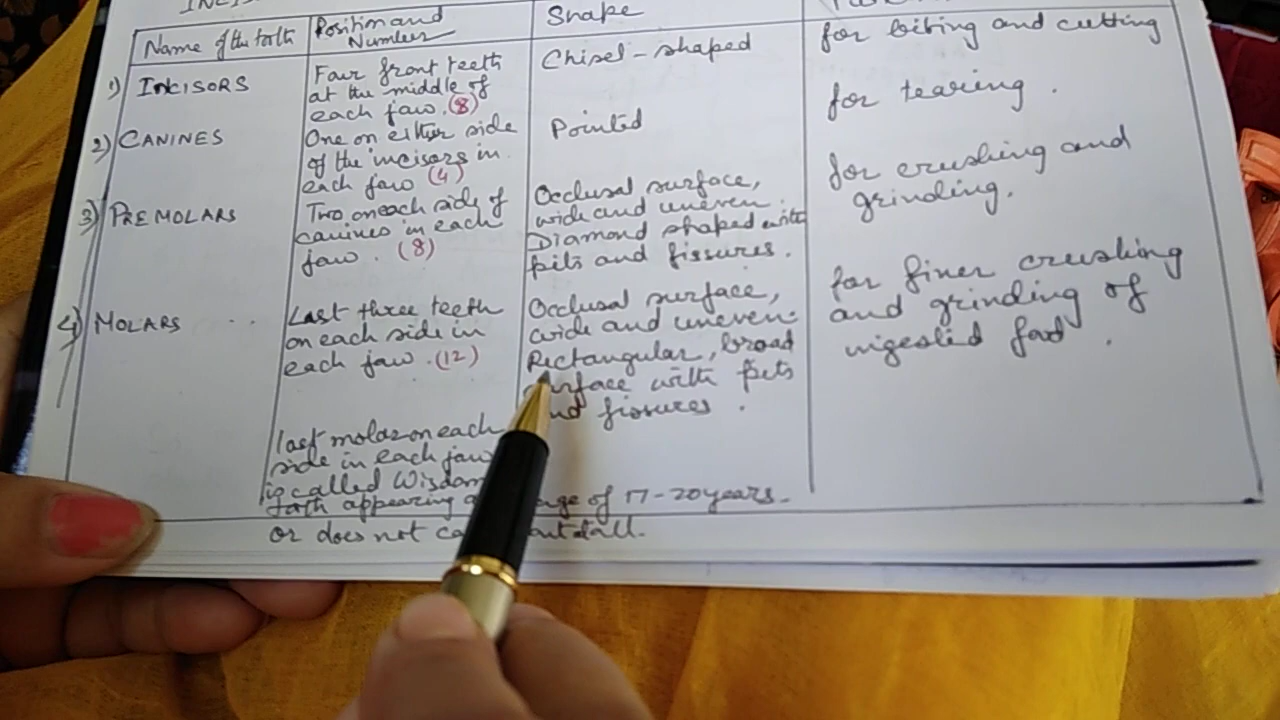 Name of the tooth
Position and
Number
Shape
1) INCISORS
Four front teeth
at the middle of
each jaw. (8)
Chisel-shaped
for biting and cutting
2) CANINES
One on either side
of the incisors in
each jaw (4)
Pointed
for tearing.
3) PREMOLARS
Two on each side of
canines in each
jaw. (8)
Occlusal surface,
wide and uneven.
Diamond shaped with
pits and fissures.
for crushing and
grinding.
4) MOLARS
Last three teeth
on each side in
each jaw. (12)
Occlusal surface,
wide and uneven.
Rectangular, broad
surface with pits
and fissures.
for finer crushing
and grinding of
ingested food.
last molar on each
side in each jaw
is called Wisdom
tooth appearing age of 17-20 years.
or does not at all.